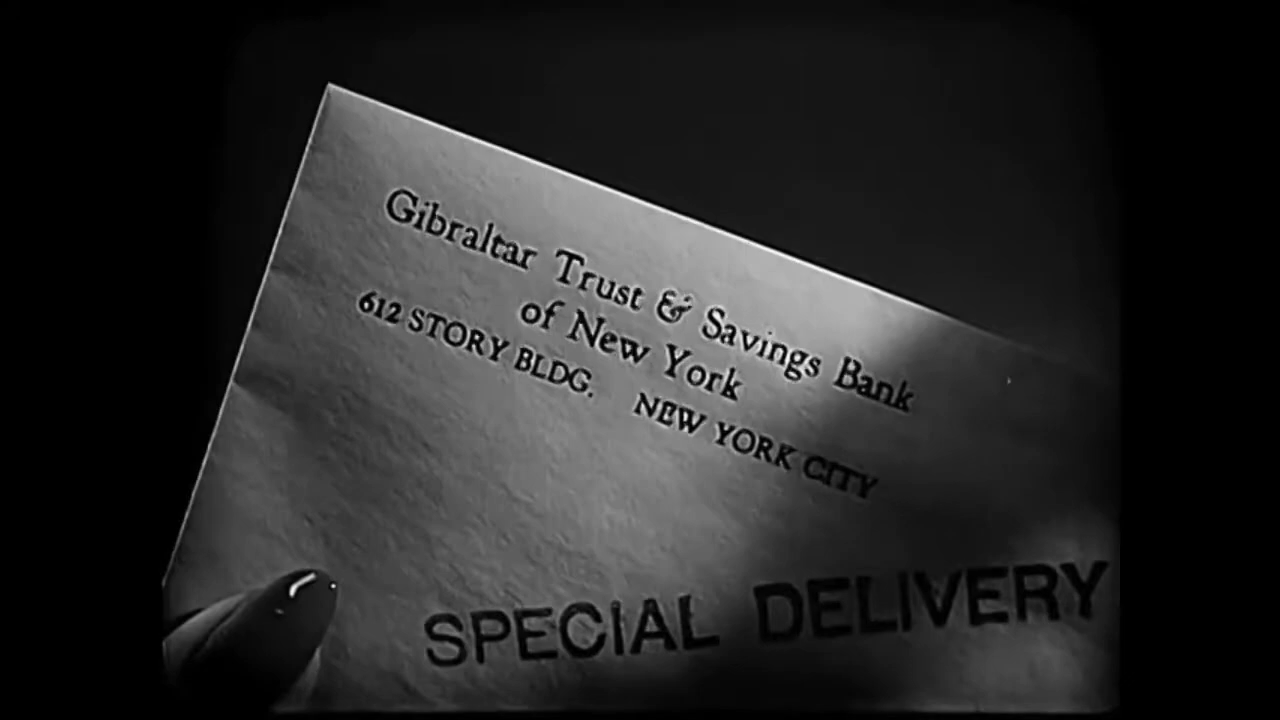 Gibraltar Trust & Savings Bank
of New York
612 STORY BLDG. NEW YORK CITY
SPECIAL DELIVERY